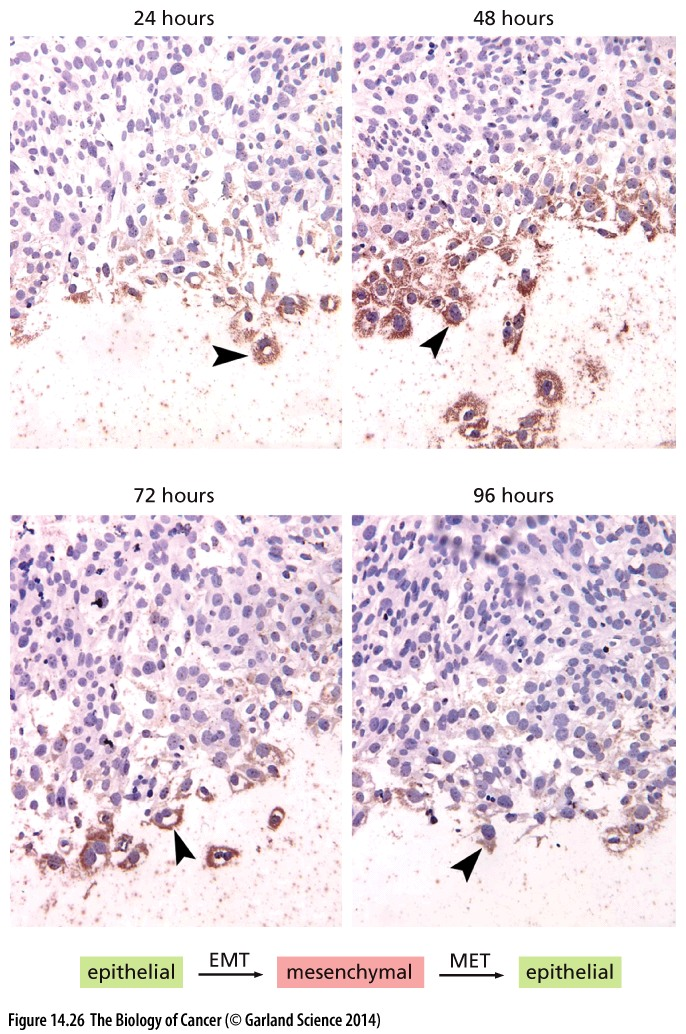 24 hours
48 hours
72 hours
96 hours
epithelial EMT mesenchymal MET epithelial
Figure 14.26 The Biology of Cancer (© Garland Science 2014)